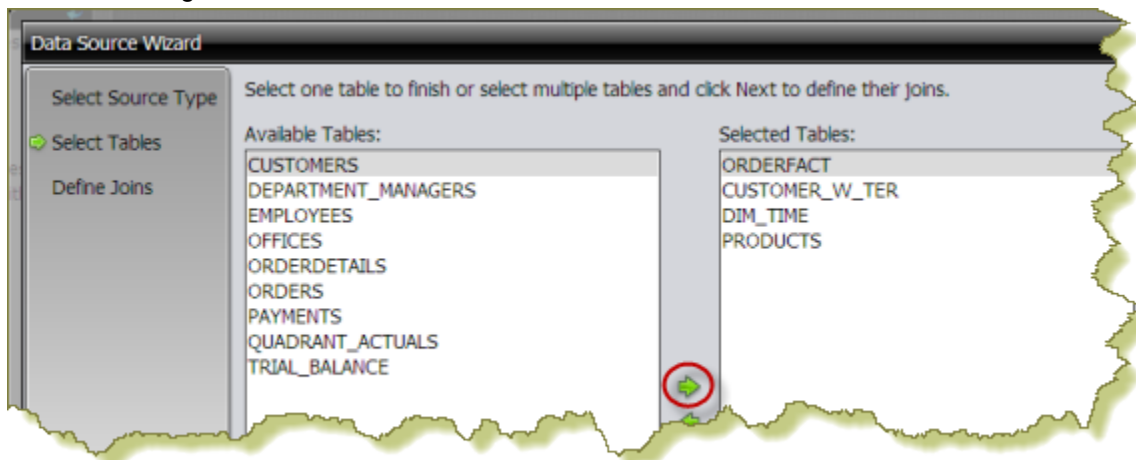 Data Source Wizard
Select Source Type
Select Tables
Define Joins
Select one table to finish or select multiple tables and click Next to define their joins.
Available Tables:
CUSTOMERS
DEPARTMENT_MANAGERS
EMPLOYEES
OFFICES
ORDERDETAILS
ORDERS
PAYMENTS
QUADRANT_ACTUALS
TRIAL_BALANCE
Selected Tables:
ORDERFACT
CUSTOMER_W_TER
DIM_TIME
PRODUCTS